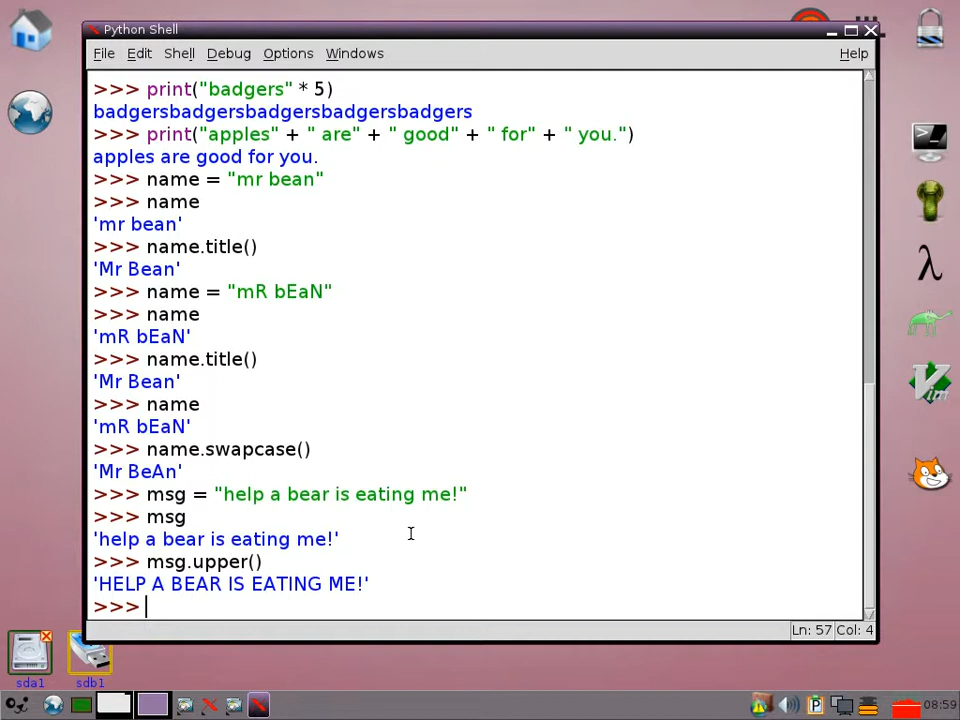 Python Shell
File Edit Shell Debug Options Windows Help
>>> print("badgers" * 5)
badgersbadgersbadgersbadgersbadgers
>>> print("apples" + " are" + " good" + " for" + " you.")
apples are good for you.
>>> name = "mr bean"
>>> name
'mr bean'
>>> name.title()
'Mr Bean'
>>> name = "mR bEaN"
>>> name
'mR bEaN'
>>> name.title()
'Mr Bean'
>>> name
'mR bEaN'
>>> name.swapcase()
'Mr BeAn'
>>> msg = "help a bear is eating me!"
>>> msg
'help a bear is eating me!'
>>> msg.upper()
'HELP A BEAR IS EATING ME!'
>>>
Ln: 57 Col: 4
>_
λ
Vim
sda1 sdb1
P
08:59